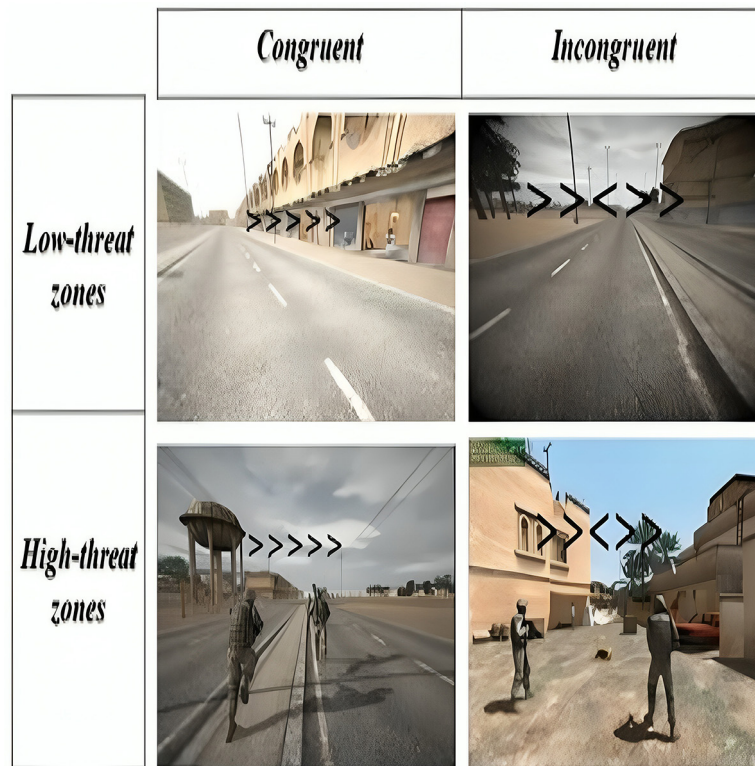 Congruent
Incongruent
Low-threat
zones
> > > > >
> > < > >
High-threat
zones
> > > > >
> > < > >